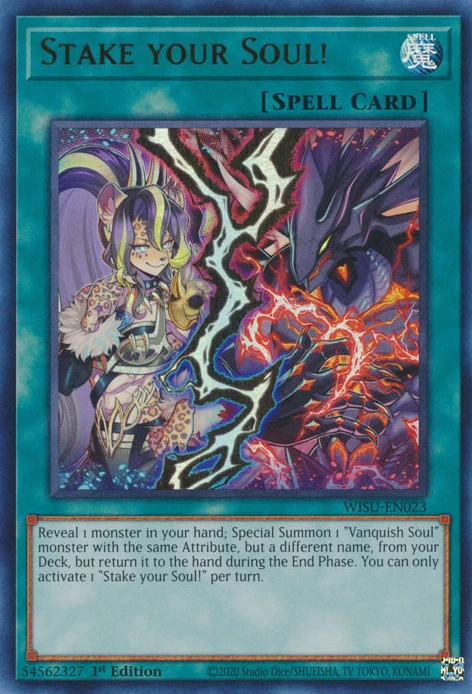 STAKE YOUR SOUL!
SPELL
魔
[SPELL CARD]
WISU-EN023
Reveal 1 monster in your hand; Special Summon 1 "Vanquish Soul"
monster with the same Attribute, but a different name, from your
Deck, but return it to the hand during the End Phase. You can only
activate 1 "Stake your Soul!" per turn.
54562327 1st Edition ©2020 Studio Dice/SHUEISHA, TV TOKYO, KONAMI